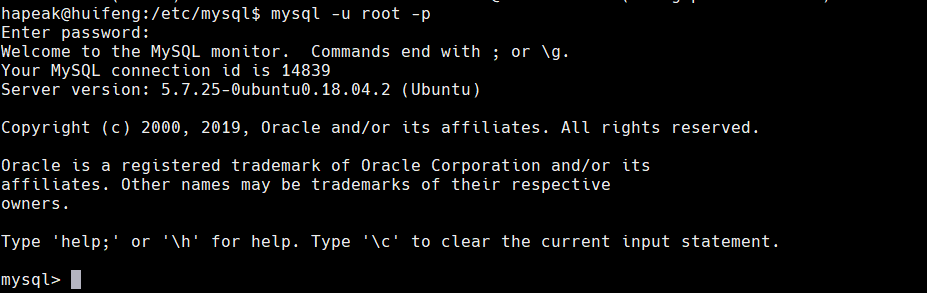 hapeak@huifeng:/etc/mysql$ mysql -u root -p
Enter password:
Welcome to the MySQL monitor.  Commands end with ; or \g.
Your MySQL connection id is 14839
Server version: 5.7.25-0ubuntu0.18.04.2 (Ubuntu)

Copyright (c) 2000, 2019, Oracle and/or its affiliates. All rights reserved.

Oracle is a registered trademark of Oracle Corporation and/or its
affiliates. Other names may be trademarks of their respective
owners.

Type 'help;' or '\h' for help. Type '\c' to clear the current input statement.

mysql>